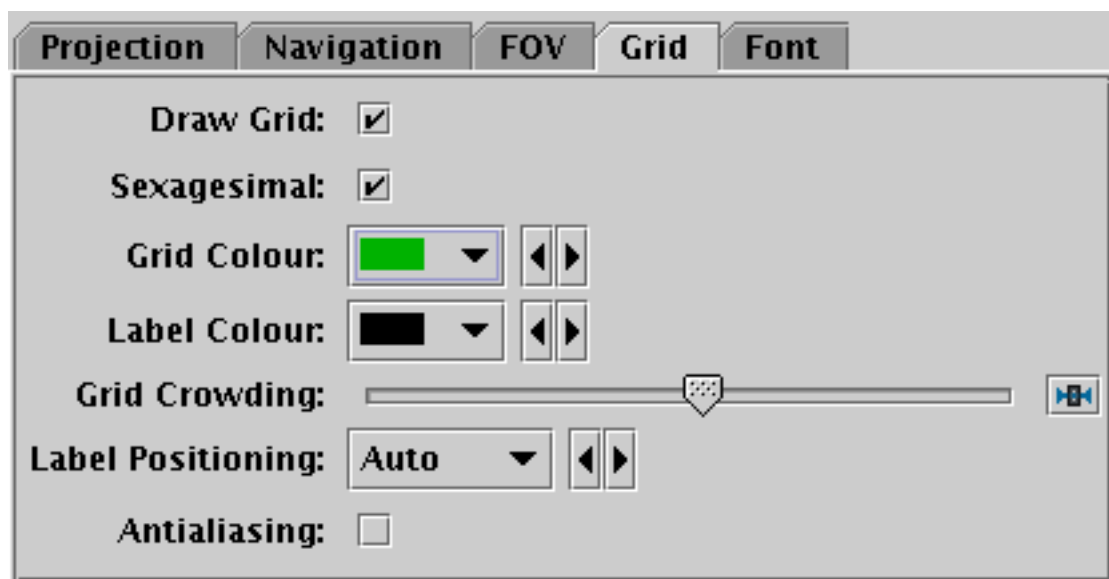 Projection Navigation FOV Grid Font
Draw Grid:
Sexagesimal:
Grid Colour:
Label Colour:
Grid Crowding:
Label Positioning: Auto
Antialiasing: